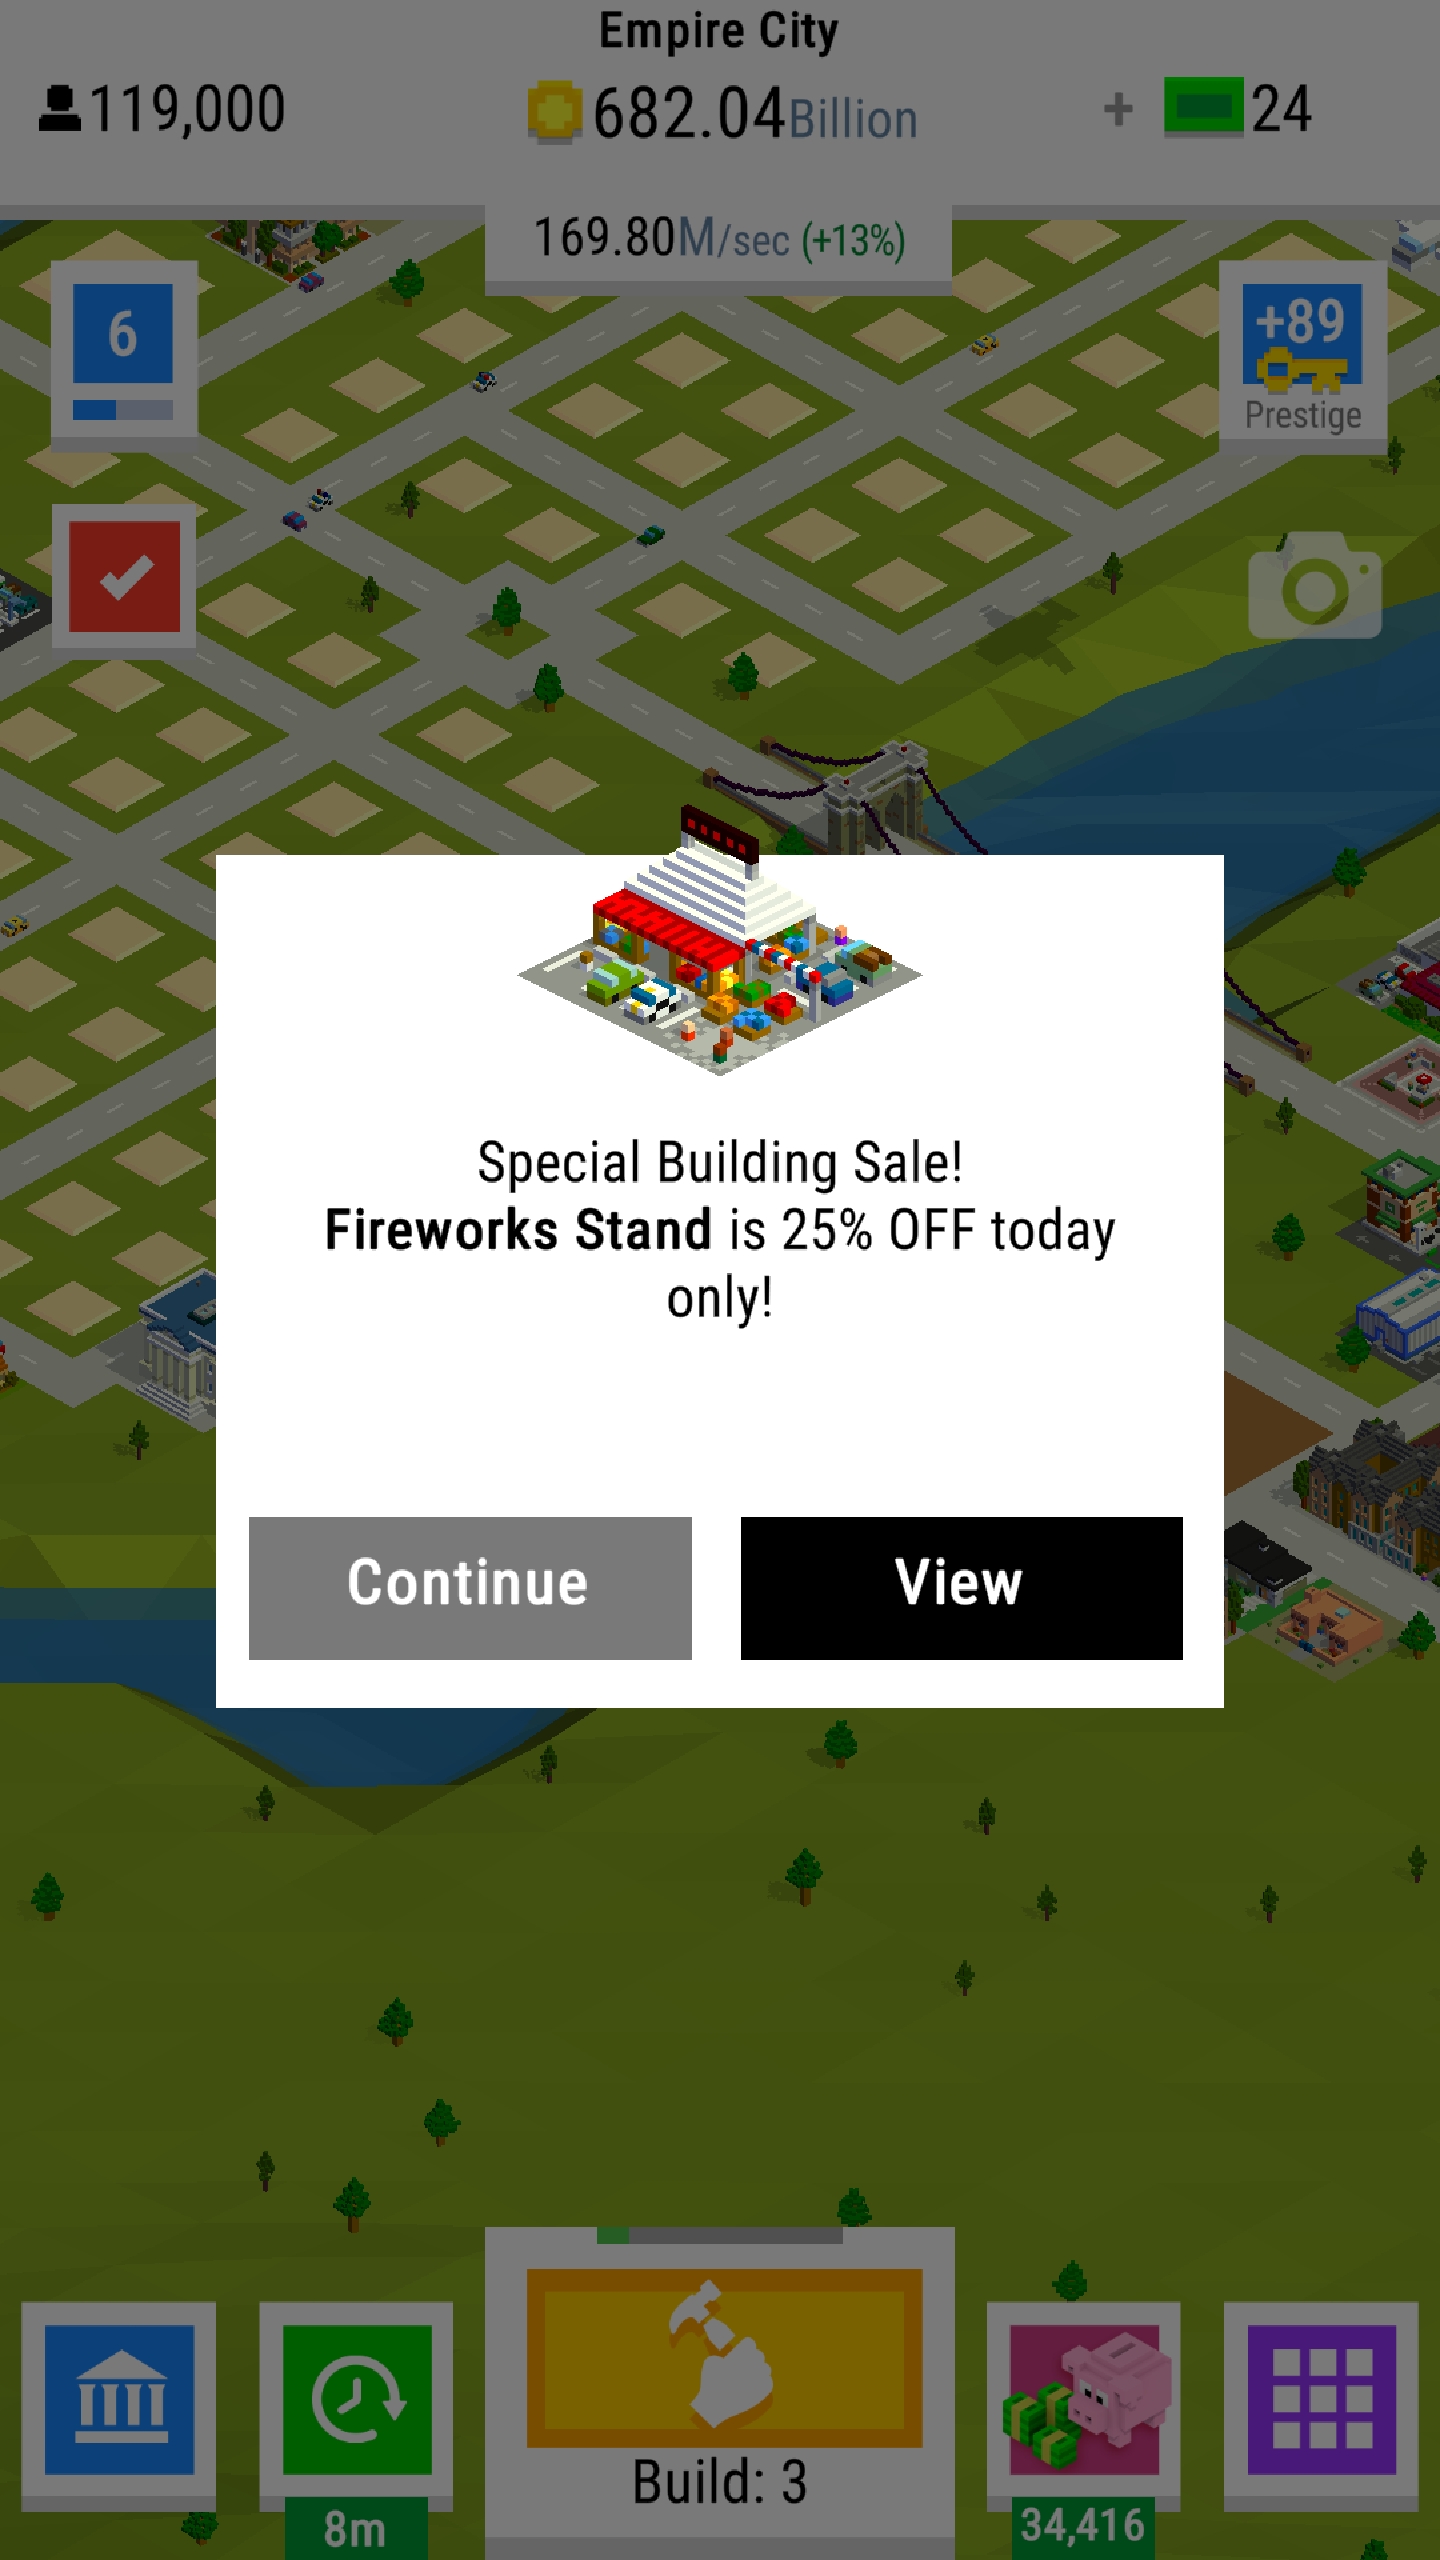 Empire City
119,000
682.04Billion
+ 24
169.80M/sec (+13%)
6
+89
Prestige
Special Building Sale!
Fireworks Stand is 25% OFF today
only!
Continue
View
Build: 3
8m
34,416